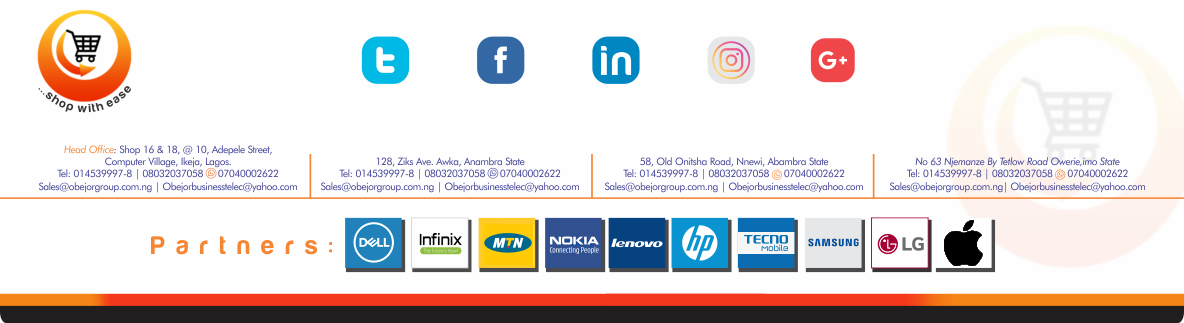 ...shop with ease
Head Office: Shop 16 & 18, @ 10, Adepele Street,
Computer Village, Ikeja, Lagos.
Tel: 014539997-8 | 08032037058 07040002622
Sales@obejorgroup.com.ng | Obejorbusinesstelec@yahoo.com
128, Ziks Ave. Awka, Anambra State
Tel: 014539997-8 | 08032037058 07040002622
Sales@obejorgroup.com.ng | Obejorbusinesstelec@yahoo.com
58, Old Onitsha Road, Nnewi, Abambra State
Tel: 014539997-8 | 08032037058 07040002622
Sales@obejorgroup.com.ng | Obejorbusinesstelec@yahoo.com
No 63 Njemanze By Tetlow Road Owerie,imo State
Tel: 014539997-8 | 08032037058 07040002622
Sales@obejorgroup.com.ng| Obejorbusinesstelec@yahoo.com
Partners:
DELL
Infinix
MTN
NOKIA
Connecting People
lenovo
hp
TECNO
mobile
SAMSUNG
LG